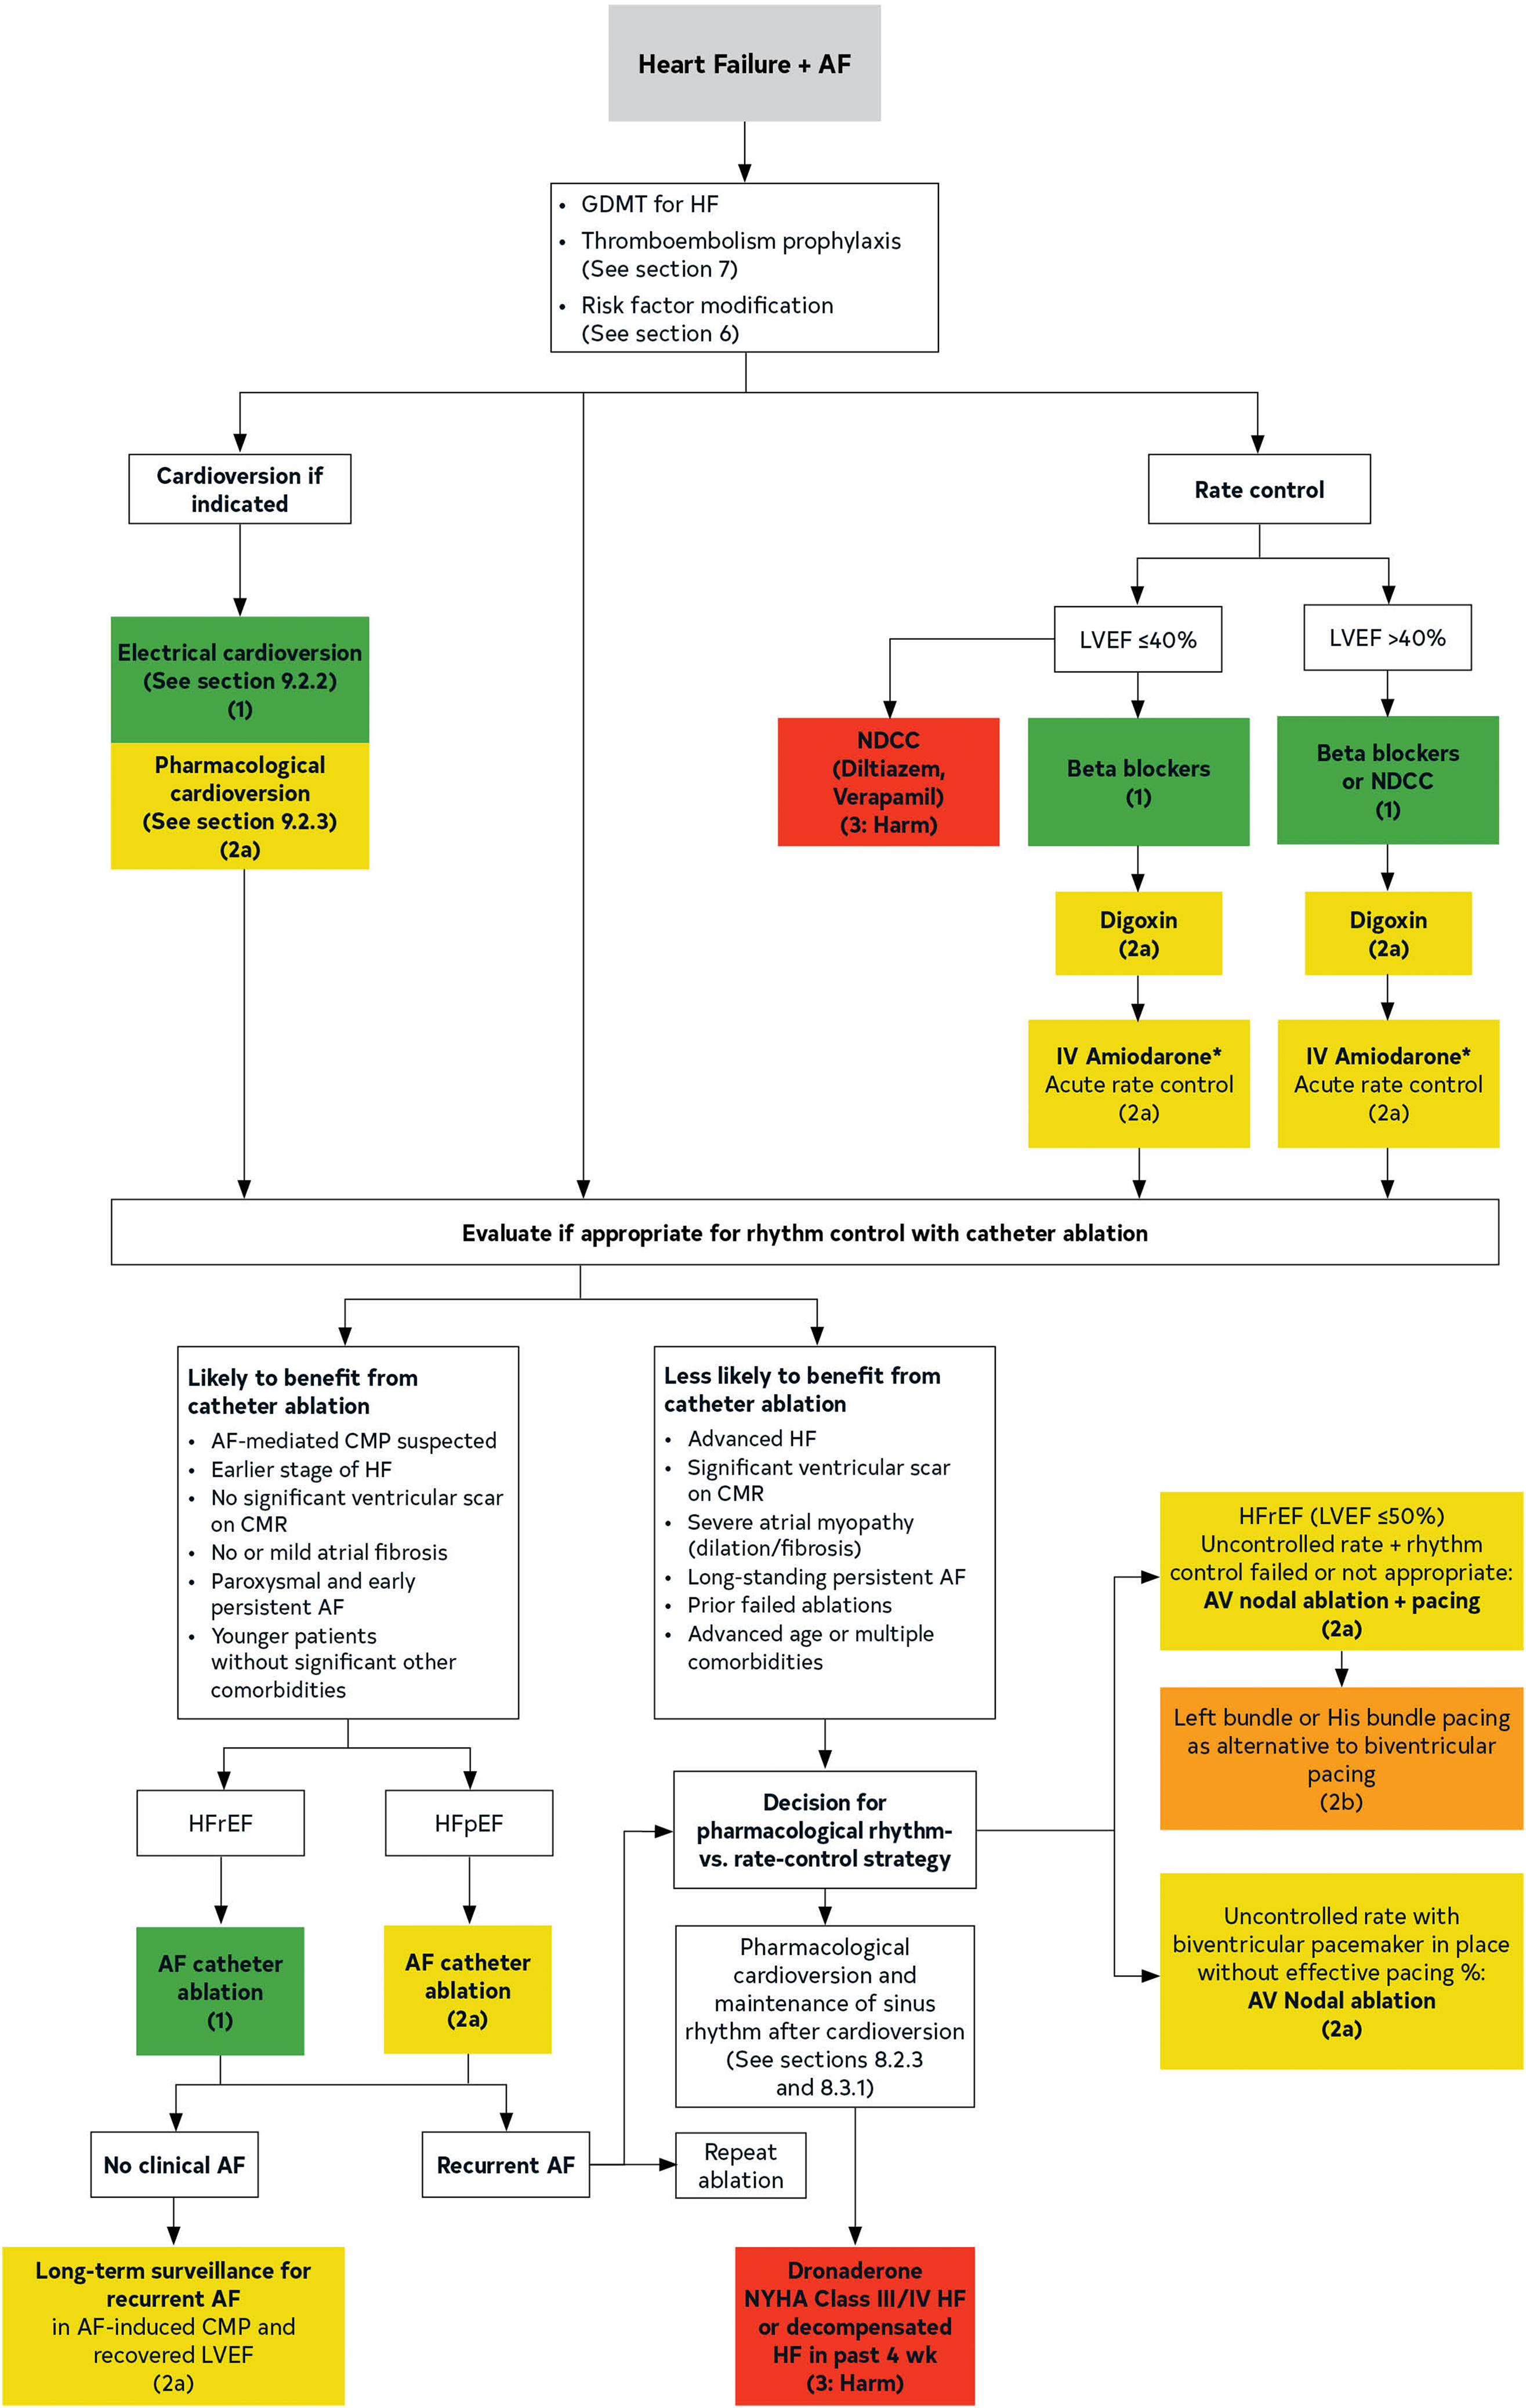 Heart Failure + AF
• GDMT for HF
• Thromboembolism prophylaxis
(See section 7)
• Risk factor modification
(See section 6)
Cardioversion if
indicated
Rate control
Electrical cardioversion
(See section 9.2.2)
(1)
Pharmacological
cardioversion
(See section 9.2.3)
(2a)
LVEF ≤40%
LVEF >40%
NDCC
(Diltiazem,
Verapamil)
(3: Harm)
Beta blockers
(1)
Beta blockers
or NDCC
(1)
Digoxin
(2a)
Digoxin
(2a)
IV Amiodarone*
Acute rate control
(2a)
IV Amiodarone*
Acute rate control
(2a)
Evaluate if appropriate for rhythm control with catheter ablation
Likely to benefit from
catheter ablation
• AF-mediated CMP suspected
• Earlier stage of HF
• No significant ventricular scar
on CMR
• No or mild atrial fibrosis
• Paroxysmal and early
persistent AF
• Younger patients
without significant other
comorbidities
Less likely to benefit from
catheter ablation
• Advanced HF
• Significant ventricular scar
on CMR
• Severe atrial myopathy
(dilation/fibrosis)
• Long-standing persistent AF
• Prior failed ablations
• Advanced age or multiple
comorbidities
HFrEF (LVEF ≤50%)
Uncontrolled rate + rhythm
control failed or not appropriate:
AV nodal ablation + pacing
(2a)
Left bundle or His bundle pacing
as alternative to biventricular
pacing
(2b)
HFrEF
HFpEF
Decision for
pharmacological rhythm-
vs. rate-control strategy
AF catheter
ablation
(1)
AF catheter
ablation
(2a)
Pharmacological
cardioversion and
maintenance of sinus
rhythm after cardioversion
(See sections 8.2.3
and 8.3.1)
Uncontrolled rate with
biventricular pacemaker in place
without effective pacing %:
AV Nodal ablation
(2a)
No clinical AF
Recurrent AF
Repeat
ablation
Long-term surveillance for
recurrent AF
in AF-induced CMP and
recovered LVEF
(2a)
Dronaderone
NYHA Class III/IV HF
or decompensated
HF in past 4 wk
(3: Harm)